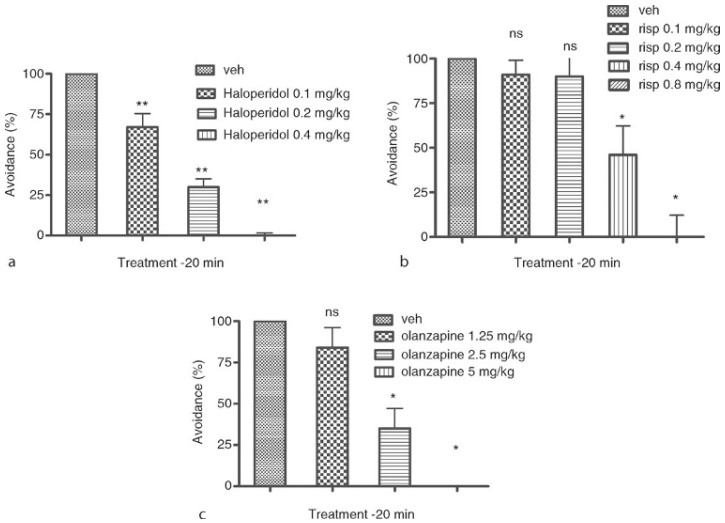 veh
Haloperidol 0.1 mg/kg
Haloperidol 0.2 mg/kg
Haloperidol 0.4 mg/kg
Avoidance (%)
100
75
50
25
0
**
**
**
Treatment -20 min
a
veh
risp 0.1 mg/kg
risp 0.2 mg/kg
risp 0.4 mg/kg
risp 0.8 mg/kg
Avoidance (%)
100
75
50
25
0
ns
ns
*
*
Treatment -20 min
b
veh
olanzapine 1.25 mg/kg
olanzapine 2.5 mg/kg
olanzapine 5 mg/kg
Avoidance (%)
100
75
50
25
0
ns
*
*
Treatment -20 min
c